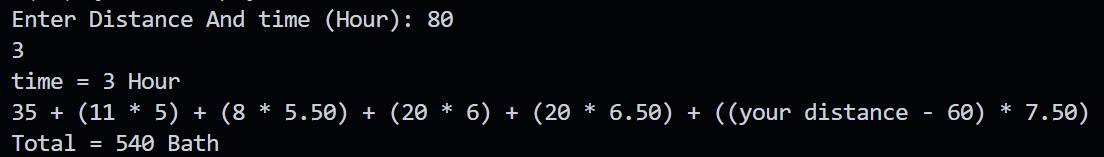 Enter Distance And time (Hour): 80
3
time = 3 Hour
35 + (11 * 5) + (8 * 5.50) + (20 * 6) + (20 * 6.50) + ((your distance - 60) * 7.50)
Total = 540 Bath